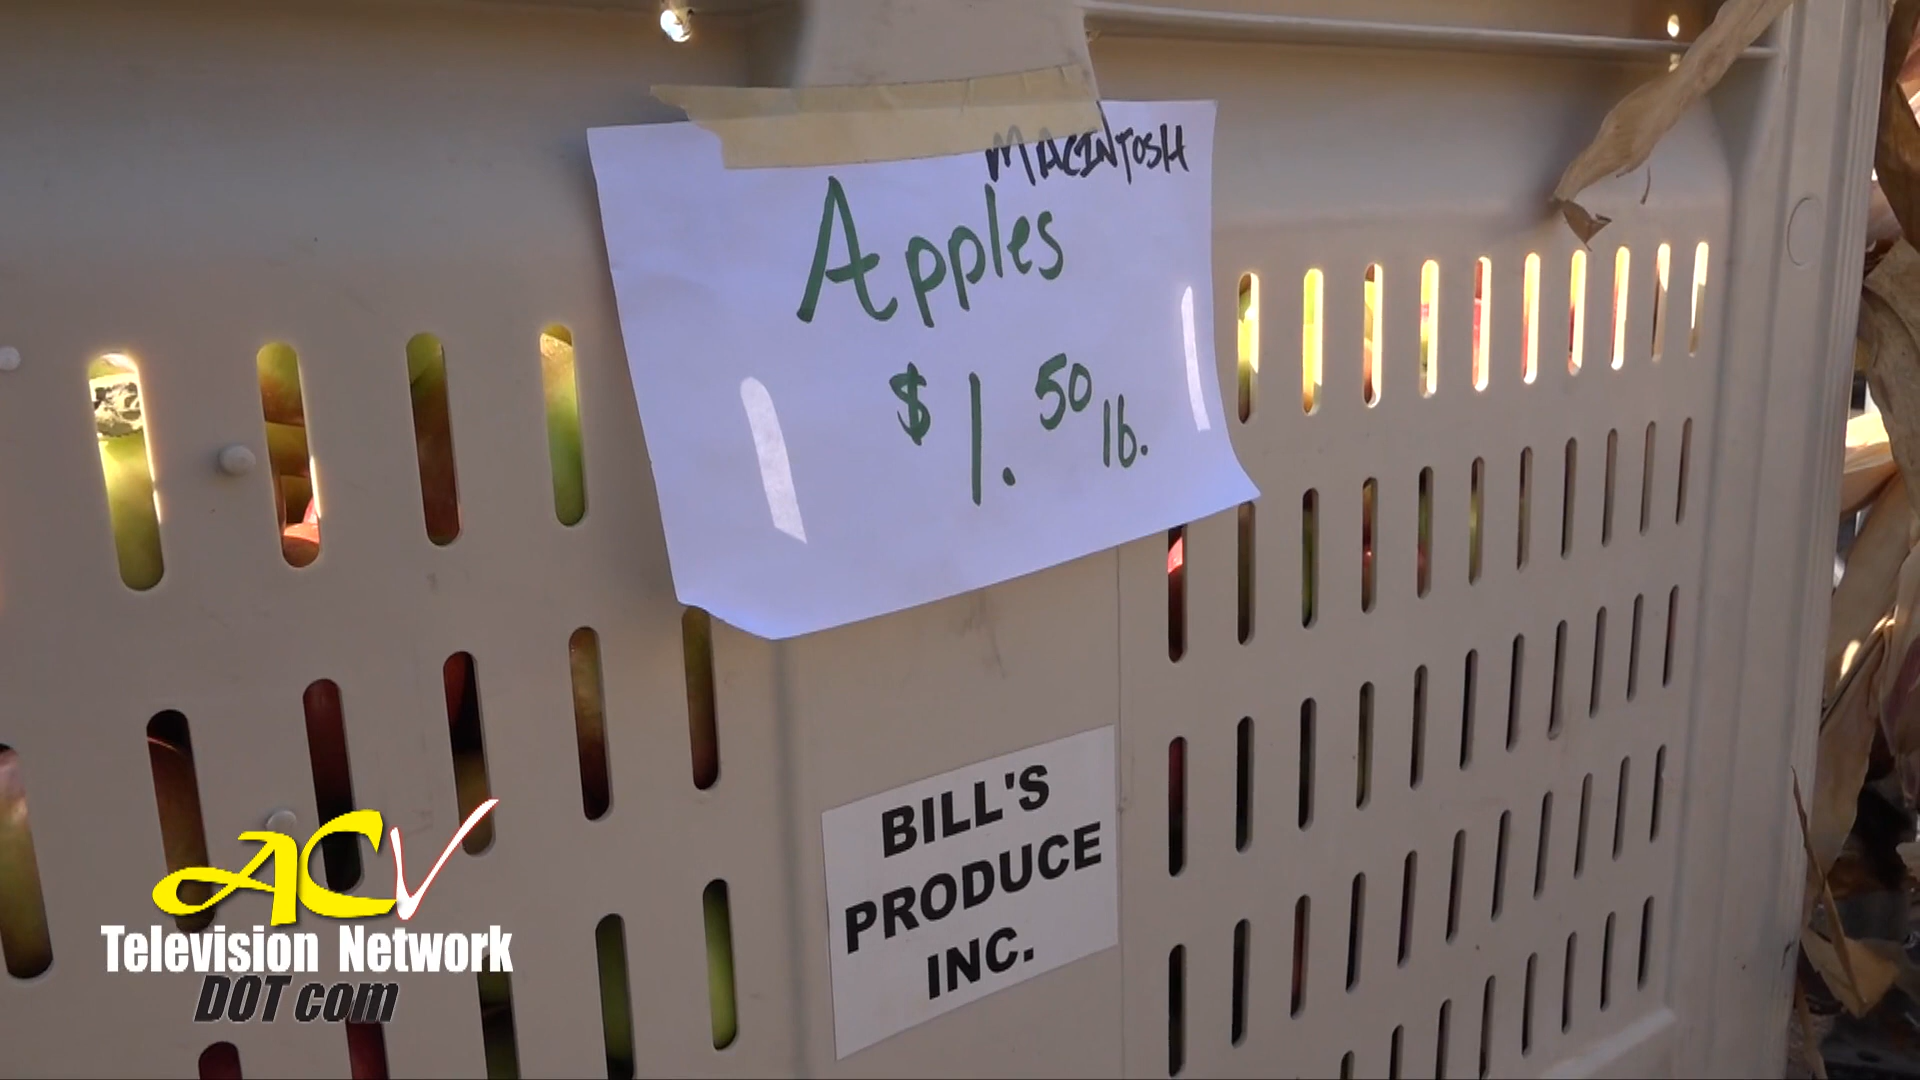 MACINTOSH
Apples
$1.50 lb.
BILL'S
PRODUCE
INC.
ACV
Television Network
DOT com